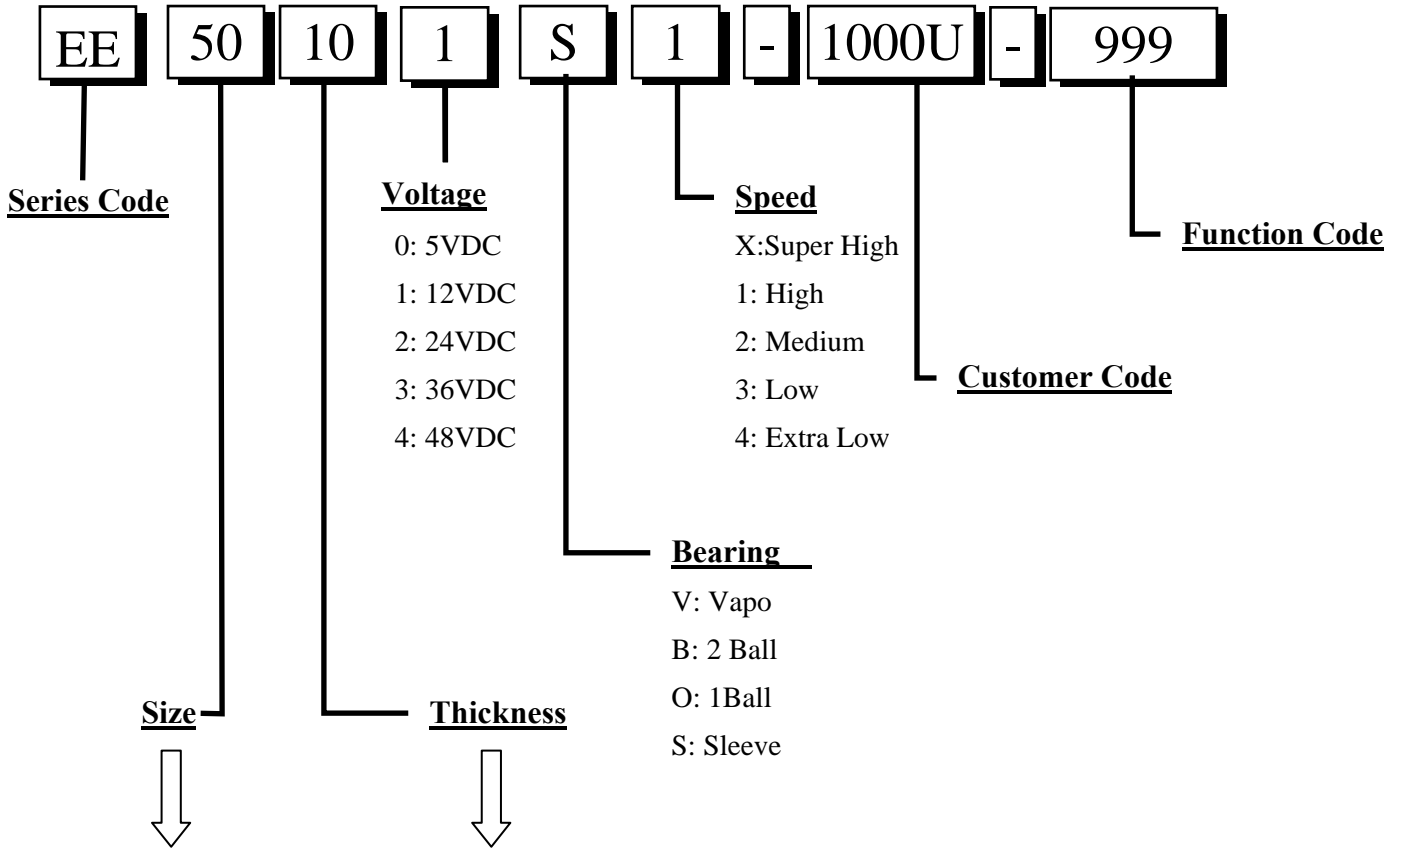 EE 50 10 1 S 1 - 1000U - 999
Series Code
Voltage
0: 5VDC
1: 12VDC
2: 24VDC
3: 36VDC
4: 48VDC
Speed
X:Super High
1: High
2: Medium
3: Low
4: Extra Low
Function Code
Customer Code
Bearing
V: Vapo
B: 2 Ball
O: 1Ball
S: Sleeve
Size
Thickness